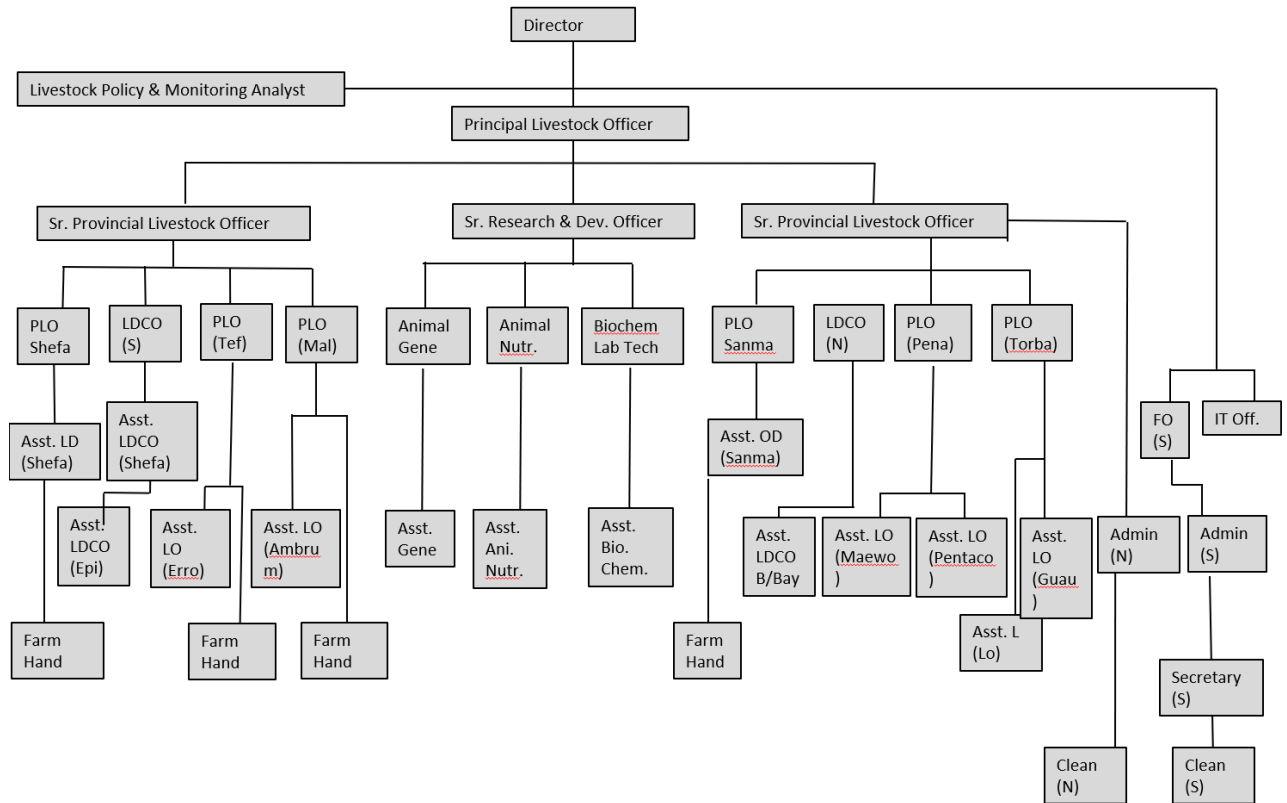 Director
Livestock Policy & Monitoring Analyst
Principal Livestock Officer
Sr. Provincial Livestock Officer
Sr. Research & Dev. Officer
Sr. Provincial Livestock Officer
PLO
Shefa
LDCO
(S)
PLO
(Tef)
PLO
(Mal)
Animal
Gene
Animal
Nutr.
Biochem
Lab Tech
PLO
Sanma
LDCO
(N)
PLO
(Pena)
PLO
(Torba)
FO
(S)
IT Off.
Asst. LD
(Shefa)
Asst.
LDCO
(Shefa)
Asst. OD
(Sanma)
Asst.
LDCO
(Epi)
Asst.
LO
(Erro)
Asst. LO
(Ambru
m)
Asst.
Gene
Asst.
Ani.
Nutr.
Asst.
Bio.
Chem.
Asst.
LDCO
B/Bay
Asst. LO
(Maewo
)
Asst. LO
(Pentaco
)
Asst.
LO
(Guau
)
Admin
(N)
Admin
(S)
Farm
Hand
Farm
Hand
Farm
Hand
Farm
Hand
Asst. L
(Lo)
Secretary
(S)
Clean
(N)
Clean
(S)